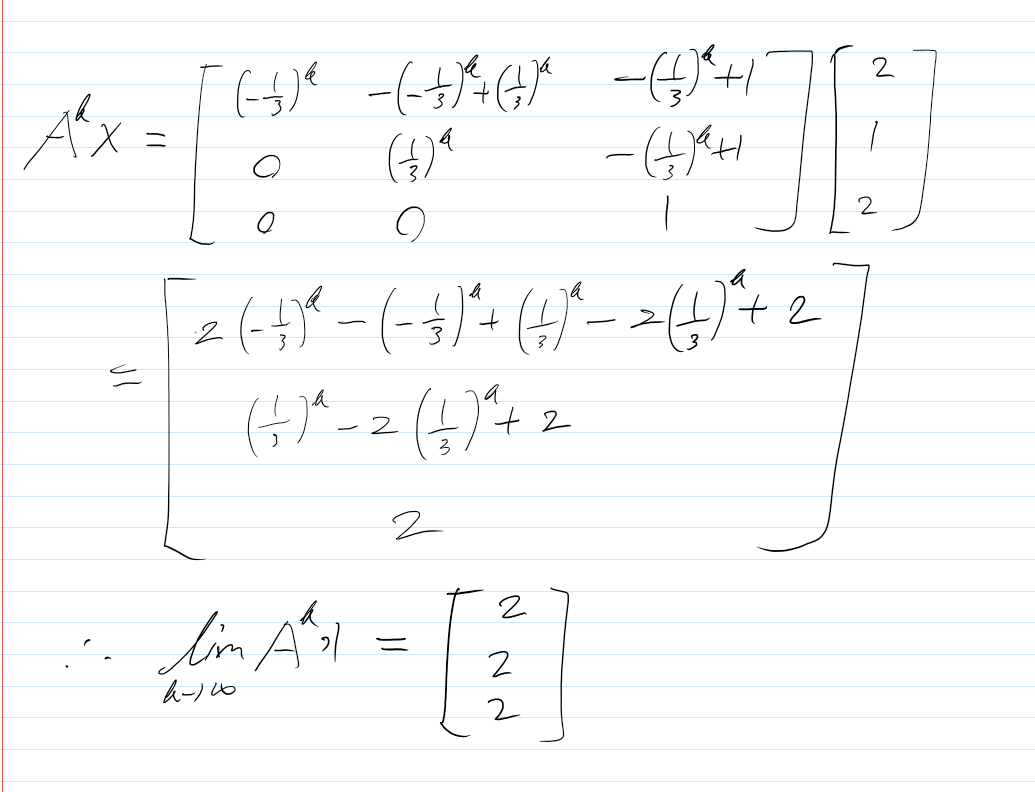 A^k x = [ (-1/3)^k  -(-1/3)^k + (1/3)^k  -(1/3)^k + 1 ; 0  (1/3)^k  -(1/3)^k + 1 ; 0  0  1 ] [ 2 ; 1 ; 2 ]
= [ 2(-1/3)^k - (-1/3)^k + (1/3)^k - 2(1/3)^k + 2 ; (1/3)^k - 2(1/3)^k + 2 ; 2 ]
∴ lim_{k→∞} A^k x = [ 2 ; 2 ; 2 ]